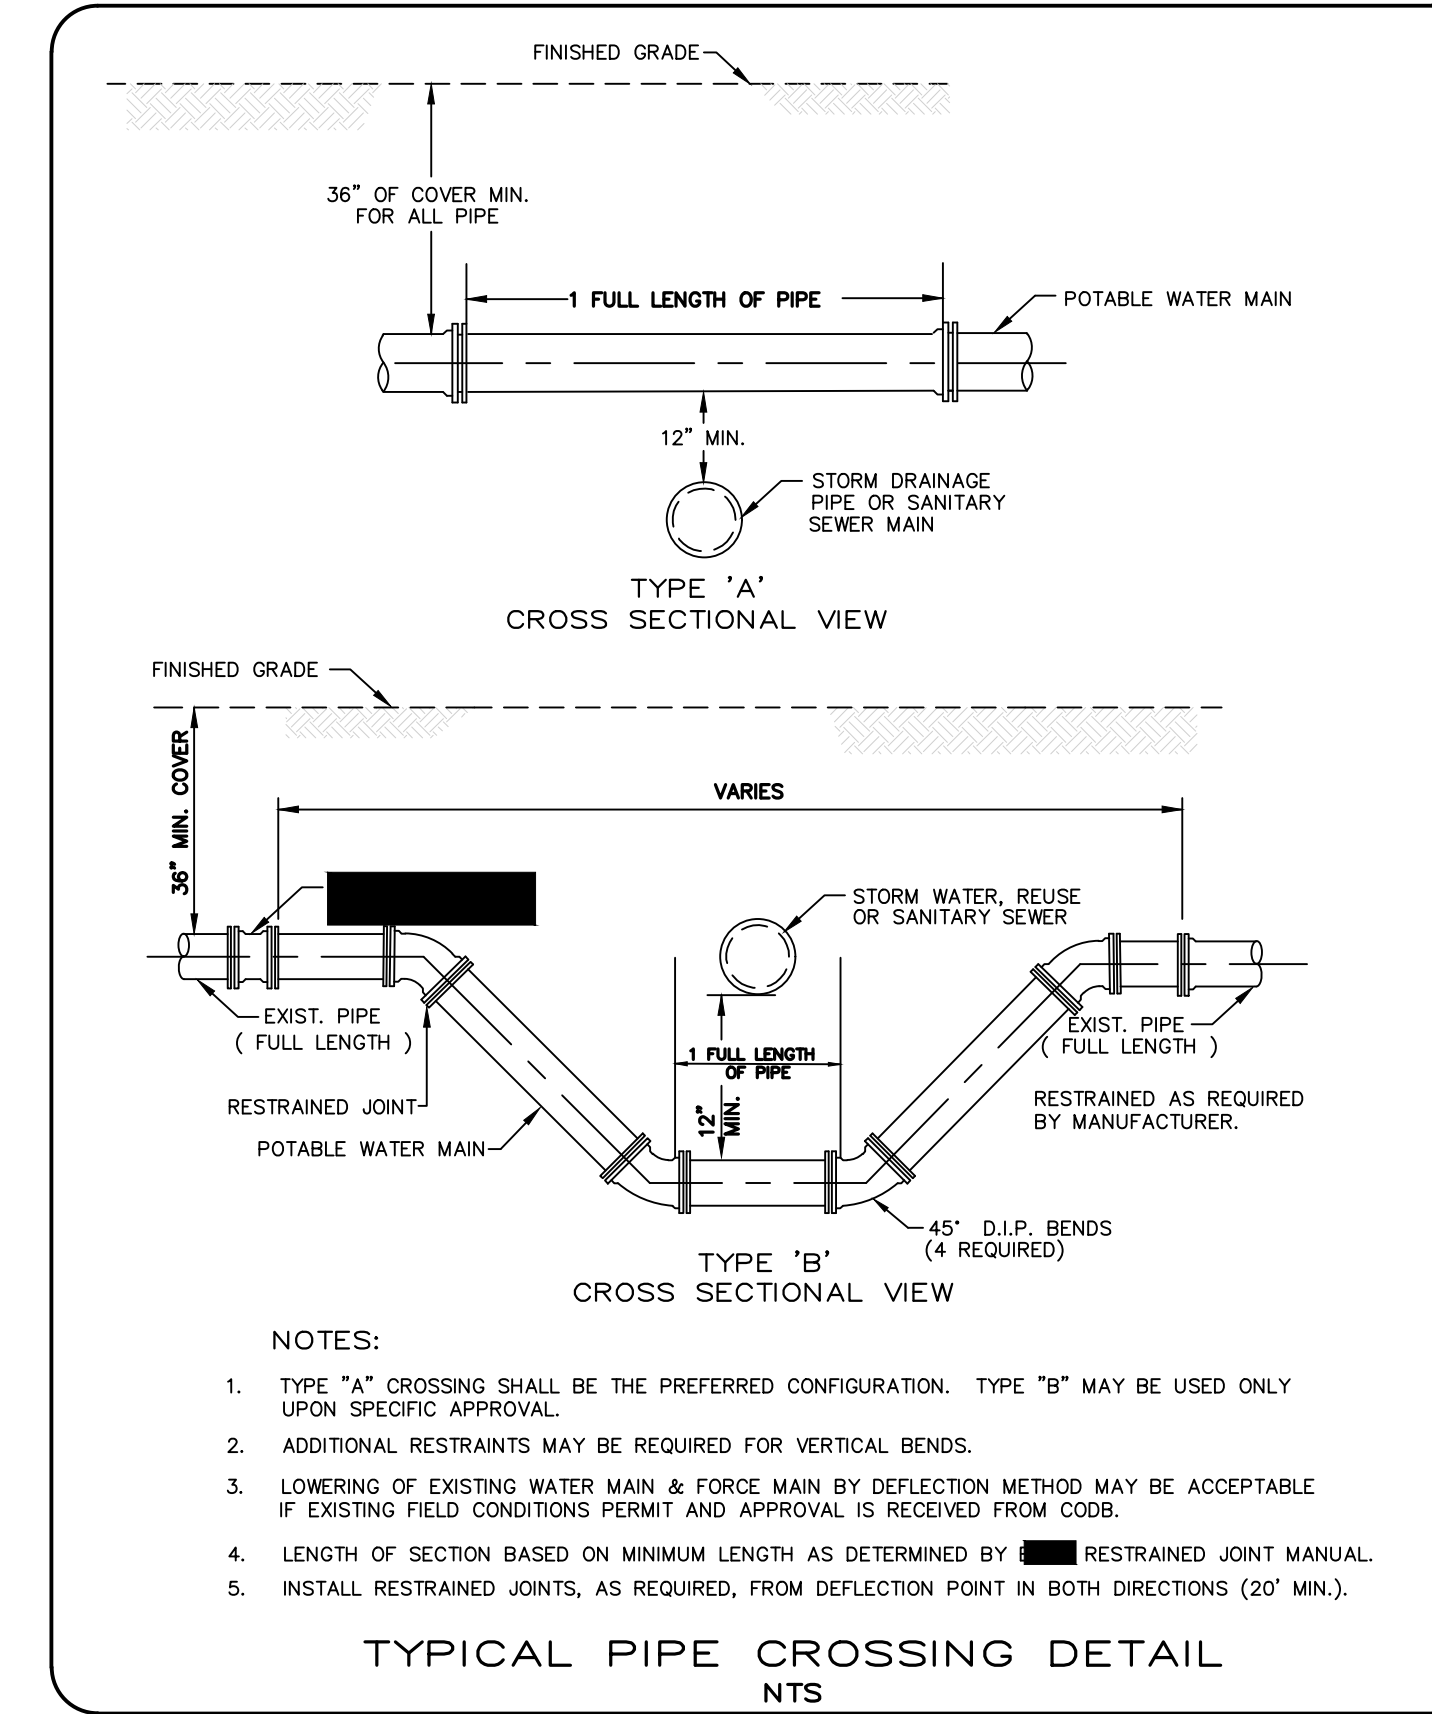 FINISHED GRADE
36" OF COVER MIN.
FOR ALL PIPE
1 FULL LENGTH OF PIPE
POTABLE WATER MAIN
12" MIN.
STORM DRAINAGE
PIPE OR SANITARY
SEWER MAIN
TYPE 'A'
CROSS SECTIONAL VIEW
FINISHED GRADE
36" MIN. COVER
VARIES
STORM WATER, REUSE
OR SANITARY SEWER
EXIST. PIPE
( FULL LENGTH )
1 FULL LENGTH
OF PIPE
12"
MIN.
EXIST. PIPE
( FULL LENGTH )
RESTRAINED JOINT
RESTRAINED AS REQUIRED
BY MANUFACTURER.
POTABLE WATER MAIN
45° D.I.P. BENDS
(4 REQUIRED)
TYPE 'B'
CROSS SECTIONAL VIEW
NOTES:
1. TYPE "A" CROSSING SHALL BE THE PREFERRED CONFIGURATION. TYPE "B" MAY BE USED ONLY
UPON SPECIFIC APPROVAL.
2. ADDITIONAL RESTRAINTS MAY BE REQUIRED FOR VERTICAL BENDS.
3. LOWERING OF EXISTING WATER MAIN & FORCE MAIN BY DEFLECTION METHOD MAY BE ACCEPTABLE
IF EXISTING FIELD CONDITIONS PERMIT AND APPROVAL IS RECEIVED FROM CODB.
4. LENGTH OF SECTION BASED ON MINIMUM LENGTH AS DETERMINED BY RESTRAINED JOINT MANUAL.
5. INSTALL RESTRAINED JOINTS, AS REQUIRED, FROM DEFLECTION POINT IN BOTH DIRECTIONS (20' MIN.).
TYPICAL PIPE CROSSING DETAIL
NTS